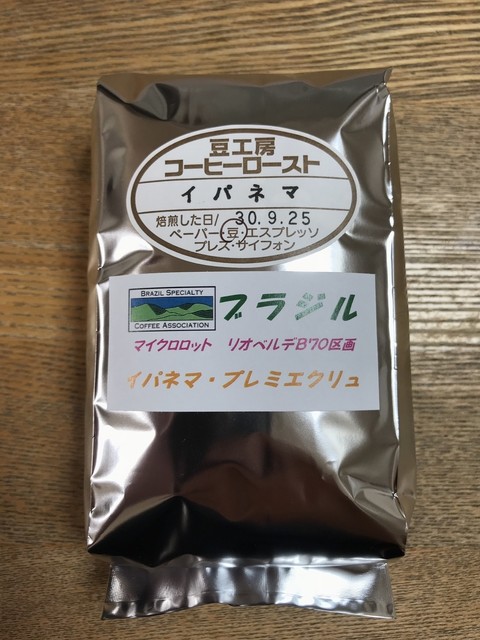 豆工房
コーヒーロースト
イパネマ
焙煎した日/ 30.9.25
ペーパー・豆・エスプレッソ
プレス・サイフォン
BRAZIL SPECIALTY
COFFEE ASSOCIATION
ブラジル
マイクロロット リオベルデB70区画
イパネマ・プレミエクリュ